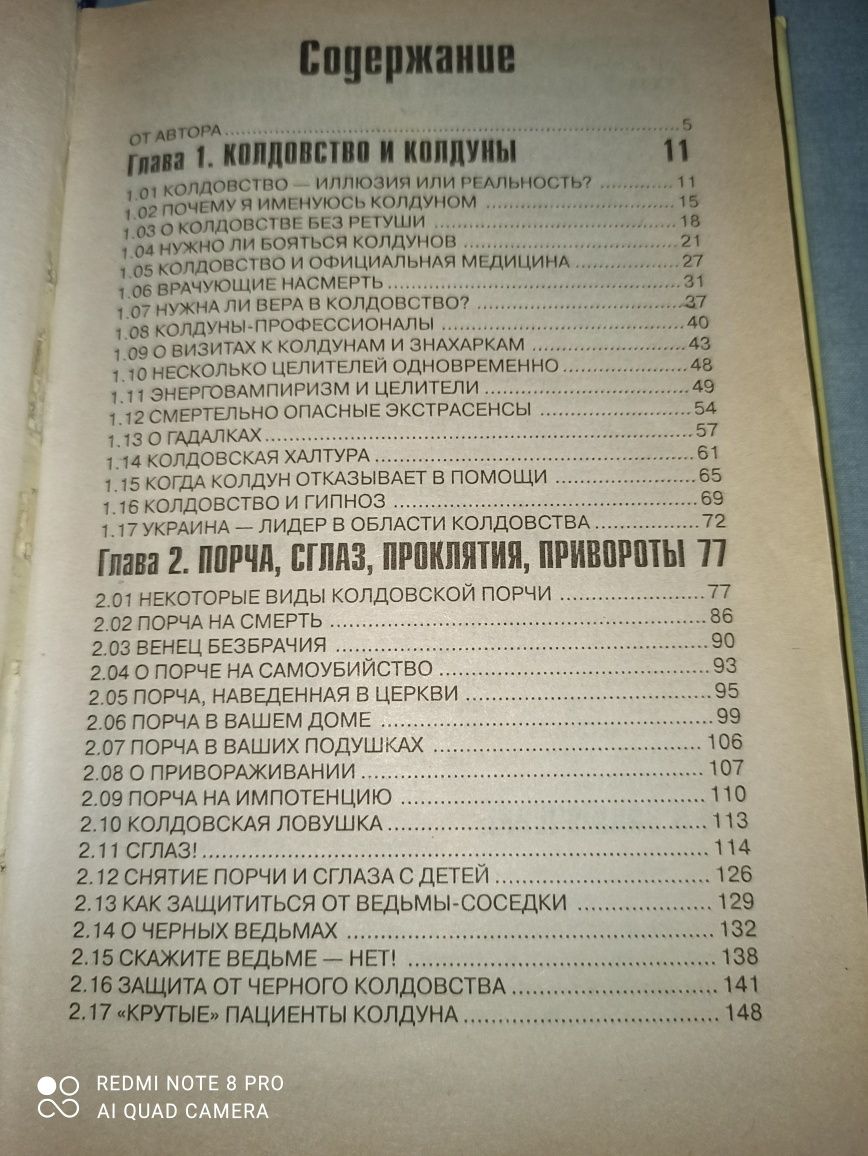 Содержание
ОТ АВТОРА ..... 5
Глава 1. КОЛДОВСТВО И КОЛДУНЫ 11
1.01 КОЛДОВСТВО — ИЛЛЮЗИЯ ИЛИ РЕАЛЬНОСТЬ? ..... 11
1.02 ПОЧЕМУ Я ИМЕНУЮСЬ КОЛДУНОМ ..... 15
1.03 О КОЛДОВСТВЕ БЕЗ РЕТУШИ ..... 18
1.04 НУЖНО ЛИ БОЯТЬСЯ КОЛДУНОВ ..... 21
1.05 КОЛДОВСТВО И ОФИЦИАЛЬНАЯ МЕДИЦИНА ..... 27
1.06 ВРАЧУЮЩИЕ НАСМЕРТЬ ..... 31
1.07 НУЖНА ЛИ ВЕРА В КОЛДОВСТВО? ..... 37
1.08 КОЛДУНЫ-ПРОФЕССИОНАЛЫ ..... 40
1.09 О ВИЗИТАХ К КОЛДУНАМ И ЗНАХАРКАМ ..... 43
1.10 НЕСКОЛЬКО ЦЕЛИТЕЛЕЙ ОДНОВРЕМЕННО ..... 48
1.11 ЭНЕРГОВАМПИРИЗМ И ЦЕЛИТЕЛИ ..... 49
1.12 СМЕРТЕЛЬНО ОПАСНЫЕ ЭКСТРАСЕНСЫ ..... 54
1.13 О ГАДАЛКАХ ..... 57
1.14 КОЛДОВСКАЯ ХАЛТУРА ..... 61
1.15 КОГДА КОЛДУН ОТКАЗЫВАЕТ В ПОМОЩИ ..... 65
1.16 КОЛДОВСТВО И ГИПНОЗ ..... 69
1.17 УКРАИНА — ЛИДЕР В ОБЛАСТИ КОЛДОВСТВА ..... 72
Глава 2. ПОРЧА, СГЛАЗ, ПРОКЛЯТИЯ, ПРИВОРОТЫ 77
2.01 НЕКОТОРЫЕ ВИДЫ КОЛДОВСКОЙ ПОРЧИ ..... 77
2.02 ПОРЧА НА СМЕРТЬ ..... 86
2.03 ВЕНЕЦ БЕЗБРАЧИЯ ..... 90
2.04 О ПОРЧЕ НА САМОУБИЙСТВО ..... 93
2.05 ПОРЧА, НАВЕДЕННАЯ В ЦЕРКВИ ..... 95
2.06 ПОРЧА В ВАШЕМ ДОМЕ ..... 99
2.07 ПОРЧА В ВАШИХ ПОДУШКАХ ..... 106
2.08 О ПРИВОРАЖИВАНИИ ..... 107
2.09 ПОРЧА НА ИМПОТЕНЦИЮ ..... 110
2.10 КОЛДОВСКАЯ ЛОВУШКА ..... 113
2.11 СГЛАЗ! ..... 114
2.12 СНЯТИЕ ПОРЧИ И СГЛАЗА С ДЕТЕЙ ..... 126
2.13 КАК ЗАЩИТИТЬСЯ ОТ ВЕДЬМЫ-СОСЕДКИ ..... 129
2.14 О ЧЕРНЫХ ВЕДЬМАХ ..... 132
2.15 СКАЖИТЕ ВЕДЬМЕ — НЕТ! ..... 138
2.16 ЗАЩИТА ОТ ЧЕРНОГО КОЛДОВСТВА ..... 141
2.17 «КРУТЫЕ» ПАЦИЕНТЫ КОЛДУНА ..... 148
REDMI NOTE 8 PRO
AI QUAD CAMERA